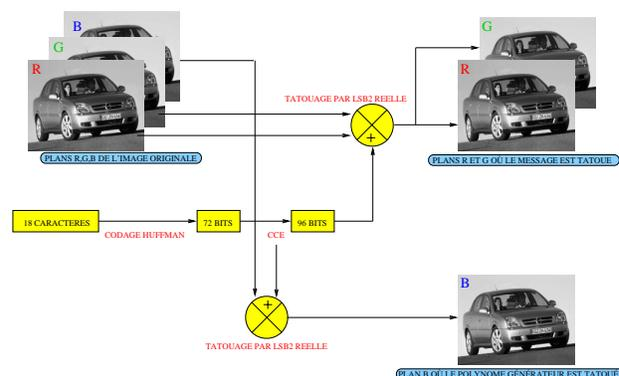 B
G
R
G
R
TATOUAGE PAR LSB2 REELLE
+
PLANS R,G,B DE L'IMAGE ORIGINALE
PLANS R ET G OÙ LE MESSAGE EST TATOUE
18 CARACTERES
72 BITS
96 BITS
CODAGE HUFFMAN
CCE
B
+
TATOUAGE PAR LSB2 REELLE
PLAN B OÙ LE POLYNOME GÉNÉRATEUR EST TATOUE